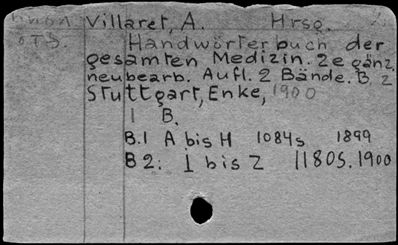 Villaret, A. Hrsg.
Handwörterbuch der
gesamten Medizin. 2e gänz.
neubearb. Aufl. 2 Bände. B. 2
Stuttgart, Enke, 1900
1 B.
B.1 A bis H 1084s 1899
B 2: I bis Z 1180S. 1900